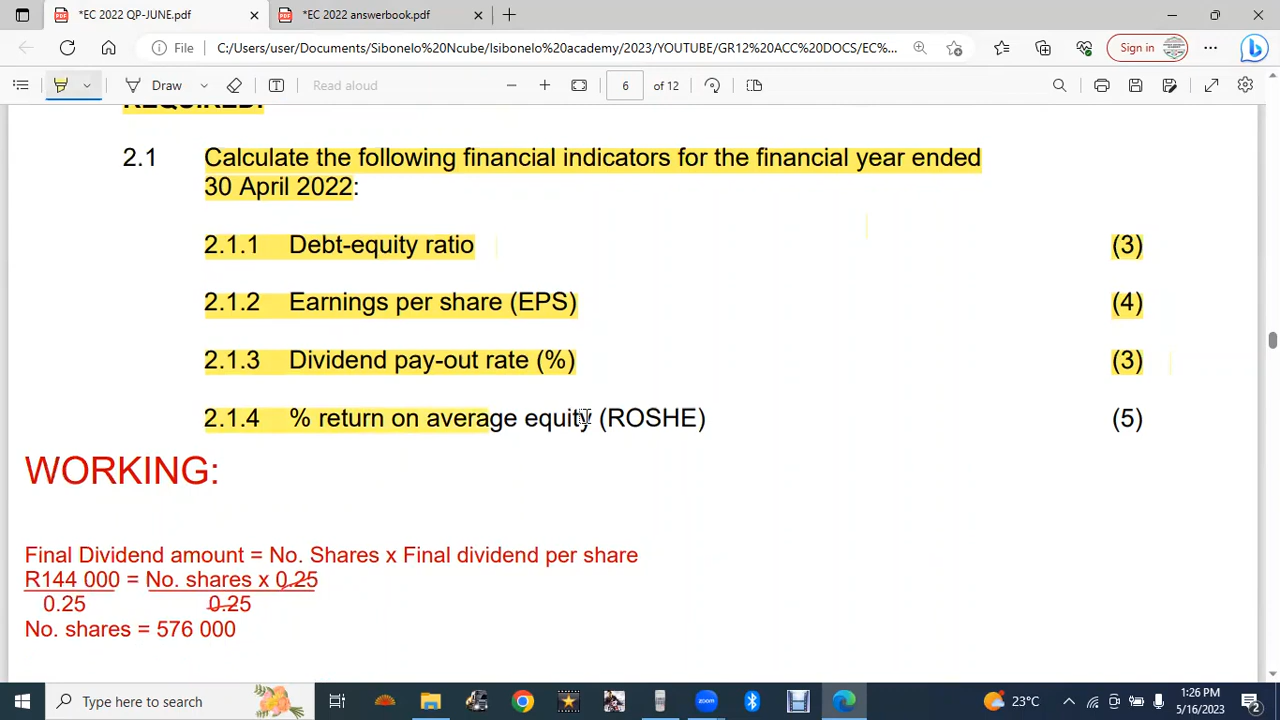 *EC 2022 QP-JUNE.pdf
*EC 2022 answerbook.pdf
File
C:/Users/user/Documents/Sibonelo%20Ncube/Isibonelo%20academy/2023/YOUTUBE/GR12%20ACC%20DOCS/EC%...
Sign in
Draw
Read aloud
6 of 12
REQUIRED:
2.1 Calculate the following financial indicators for the financial year ended
30 April 2022:
2.1.1 Debt-equity ratio (3)
2.1.2 Earnings per share (EPS) (4)
2.1.3 Dividend pay-out rate (%) (3)
2.1.4 % return on average equity (ROSHE) (5)
WORKING:
Final Dividend amount = No. Shares x Final dividend per share
R144 000 = No. shares x 0.25
0.25 0.25
No. shares = 576 000
Type here to search
zoom
23°C
1:26 PM
5/16/2023
2